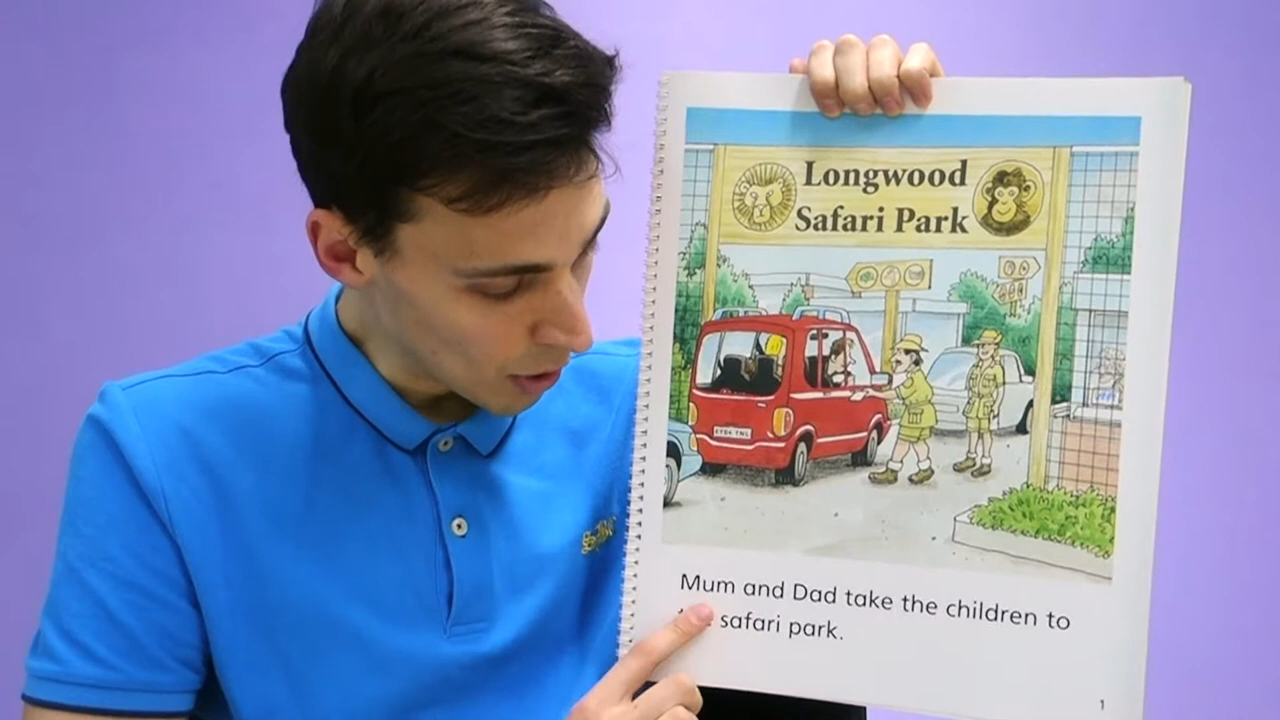 Longwood
Safari Park
Mum and Dad take the children to
safari park.
1